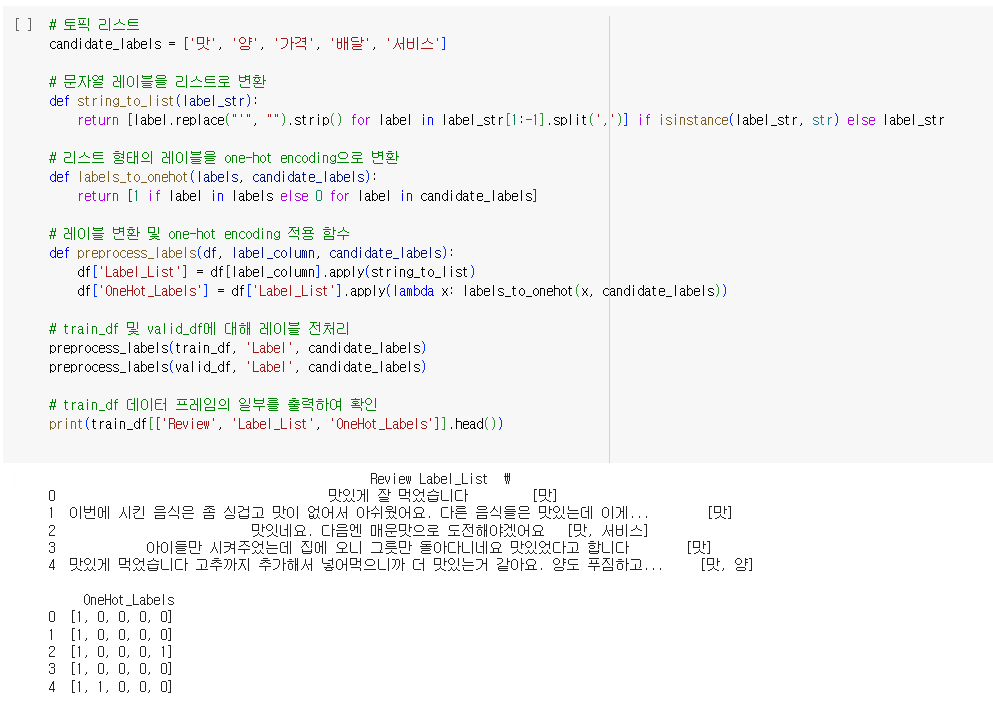 [ ] # 토픽 리스트
candidate_labels = ['맛', '양', '가격', '배달', '서비스']
# 문자열 레이블을 리스트로 변환
def string_to_list(label_str):
    return [label.replace("'", "").strip() for label in label_str[1:-1].split(',')] if isinstance(label_str, str) else label_str
# 리스트 형태의 레이블을 one-hot encoding으로 변환
def labels_to_onehot(labels, candidate_labels):
    return [1 if label in labels else 0 for label in candidate_labels]
# 레이블 변환 및 one-hot encoding 적용 함수
def preprocess_labels(df, label_column, candidate_labels):
    df['Label_List'] = df[label_column].apply(string_to_list)
    df['OneHot_Labels'] = df['Label_List'].apply(lambda x: labels_to_onehot(x, candidate_labels))
# train_df 및 valid_df에 대해 레이블 전처리
preprocess_labels(train_df, 'Label', candidate_labels)
preprocess_labels(valid_df, 'Label', candidate_labels)
# train_df 데이터 프레임의 일부를 출력하여 확인
print(train_df[['Review', 'Label_List', 'OneHot_Labels']].head())
Review Label_List ₩
0 맛있게 잘 먹었습니다 [맛]
1 이번에 시킨 음식은 좀 싱겁고 맛이 없어서 아쉬웠어요. 다른 음식들은 맛있는데 이게... [맛]
2 맛있네요. 다음엔 매운맛으로 도전해야겠어요 [맛, 서비스]
3 아이들만 시켜주었는데 집에 오니 그릇만 돌아다니네요 맛있었다고 합니다 [맛]
4 맛있게 먹었습니다 고추까지 추가해서 넣어먹으니까 더 맛있는거 같아요. 양도 푸짐하고... [맛, 양]
OneHot_Labels
0 [1, 0, 0, 0, 0]
1 [1, 0, 0, 0, 0]
2 [1, 0, 0, 0, 1]
3 [1, 0, 0, 0, 0]
4 [1, 1, 0, 0, 0]